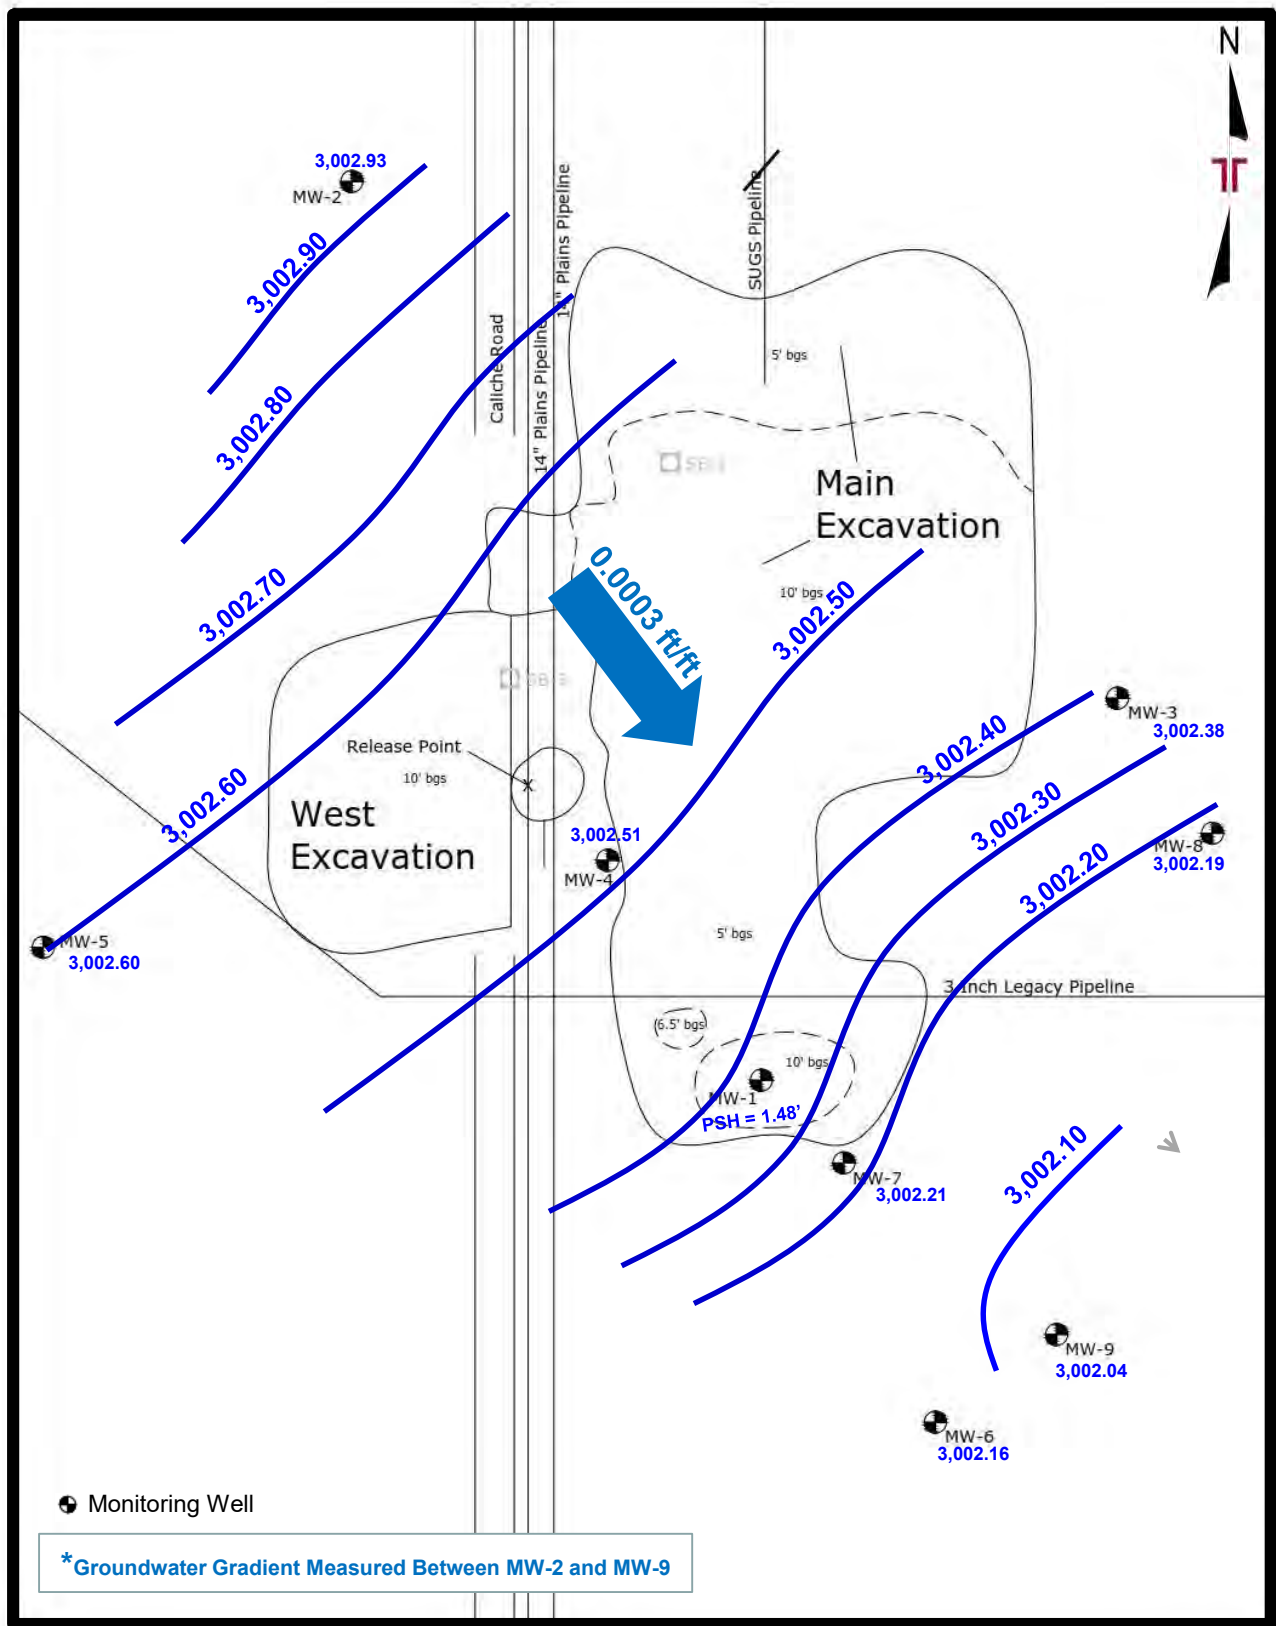 N
3,002.93
MW-2
3,002.90
3,002.80
3,002.70
3,002.60
Caliche Road
14" Plains Pipeline
14" Plains Pipeline
SUGS Pipeline
5' bgs
Main
Excavation
10' bgs
0.0003 ft/ft
3,002.50
Release Point
10' bgs
West
Excavation
X
3,002.51
MW-4
MW-5
3,002.60
MW-3
3,002.38
3,002.40
3,002.30
3,002.20
MW-8
3,002.19
5' bgs
3 Inch Legacy Pipeline
(6.5' bgs)
10' bgs
MW-1
PSH = 1.48'
MW-7
3,002.21
3,002.10
MW-9
3,002.04
MW-6
3,002.16
Monitoring Well
*Groundwater Gradient Measured Between MW-2 and MW-9